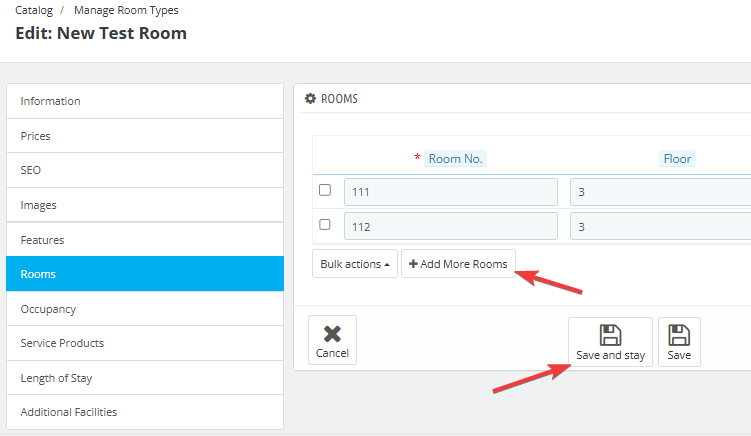 Catalog / Manage Room Types
Edit: New Test Room
Information
Prices
SEO
Images
Features
Rooms
Occupancy
Service Products
Length of Stay
Additional Facilities
ROOMS
* Room No. Floor
111 3
112 3
Bulk actions + Add More Rooms
Cancel Save and stay Save